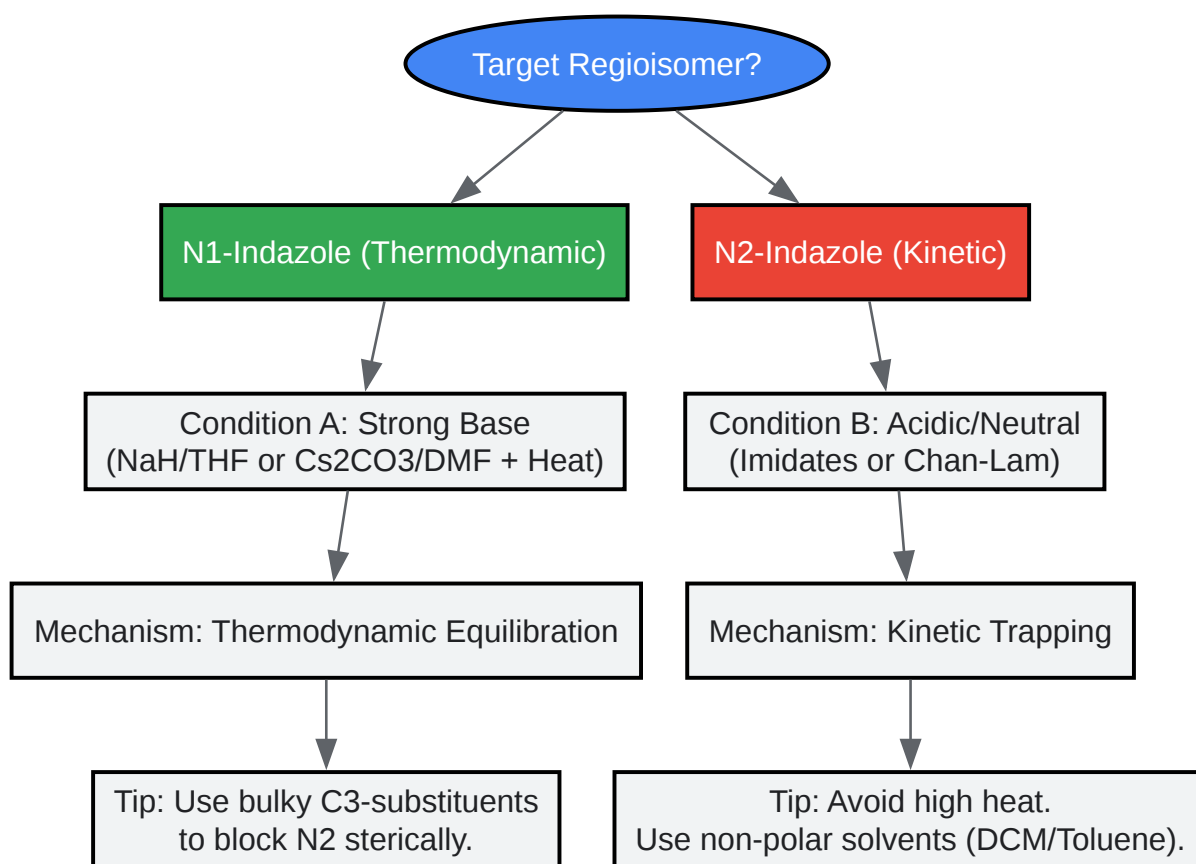 Target Regioisomer?
N1-Indazole (Thermodynamic)
N2-Indazole (Kinetic)
Condition A: Strong Base
(NaH/THF or Cs2CO3/DMF + Heat)
Condition B: Acidic/Neutral
(Imidates or Chan-Lam)
Mechanism: Thermodynamic Equilibration
Mechanism: Kinetic Trapping
Tip: Use bulky C3-substituents
to block N2 sterically.
Tip: Avoid high heat.
Use non-polar solvents (DCM/Toluene).